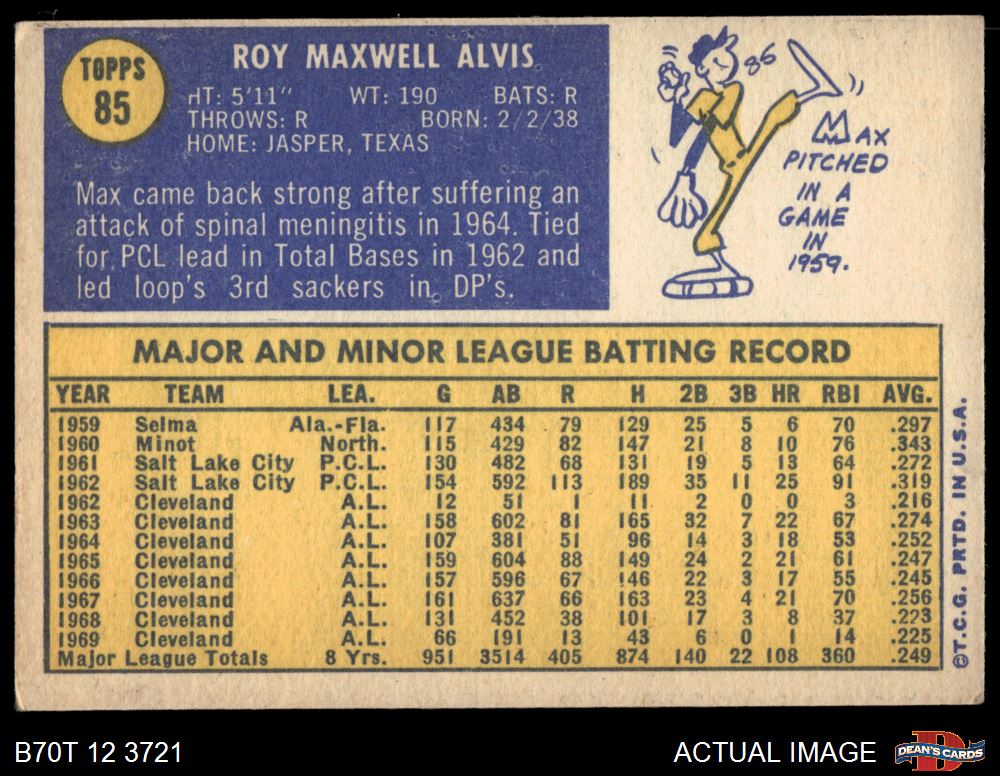 TOPPS
85
ROY MAXWELL ALVIS
HT: 5'11" WT: 190 BATS: R
THROWS: R BORN: 2/2/38
HOME: JASPER, TEXAS
Max came back strong after suffering an
attack of spinal meningitis in 1964. Tied
for PCL lead in Total Bases in 1962 and
led loop's 3rd sackers in DP's.
86
MAX
PITCHED
IN A
GAME
IN
1959.
MAJOR AND MINOR LEAGUE BATTING RECORD
YEAR TEAM LEA. G AB R H 2B 3B HR RBI AVG.
1959 Selma Ala.-Fla. 117 434 79 129 25 5 6 70 .297
1960 Minot North. 115 429 82 147 21 8 10 76 .343
1961 Salt Lake City P.C.L. 130 482 68 131 19 5 13 64 .272
1962 Salt Lake City P.C.L. 154 592 113 189 35 11 25 91 .319
1962 Cleveland A.L. 12 51 1 11 2 0 0 3 .216
1963 Cleveland A.L. 158 602 81 165 32 7 22 67 .274
1964 Cleveland A.L. 107 381 51 96 14 3 18 53 .252
1965 Cleveland A.L. 159 604 88 149 24 2 21 61 .247
1966 Cleveland A.L. 157 596 67 146 22 3 17 55 .245
1967 Cleveland A.L. 161 637 66 163 23 4 21 70 .256
1968 Cleveland A.L. 131 452 38 101 17 3 8 37 .223
1969 Cleveland A.L. 66 191 13 43 6 0 1 14 .225
Major League Totals 8 Yrs. 951 3514 405 874 140 22 108 360 .249
©T.C.G. PRTD. IN U.S.A.
B70T 12 3721
ACTUAL IMAGE
D
DEAN'S CARDS